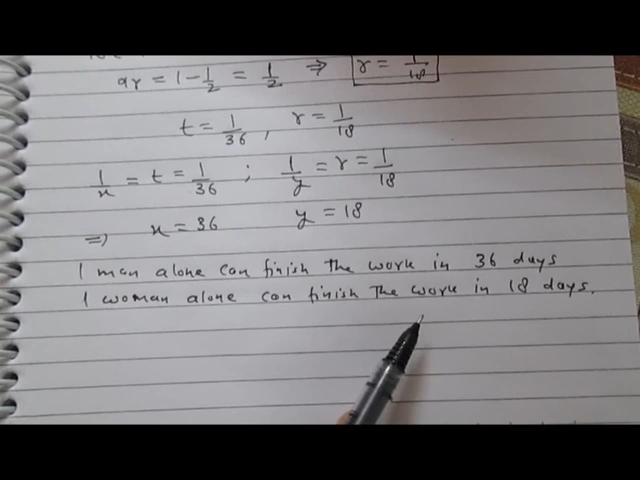 9r = 1 - 1/2 = 1/2 ⇒ r = 1/18
t = 1/36 , r = 1/18
1/x = t = 1/36 ; 1/y = r = 1/18
⇒ x = 36 y = 18
1 man alone can finish the work in 36 days
1 woman alone can finish the work in 18 days.